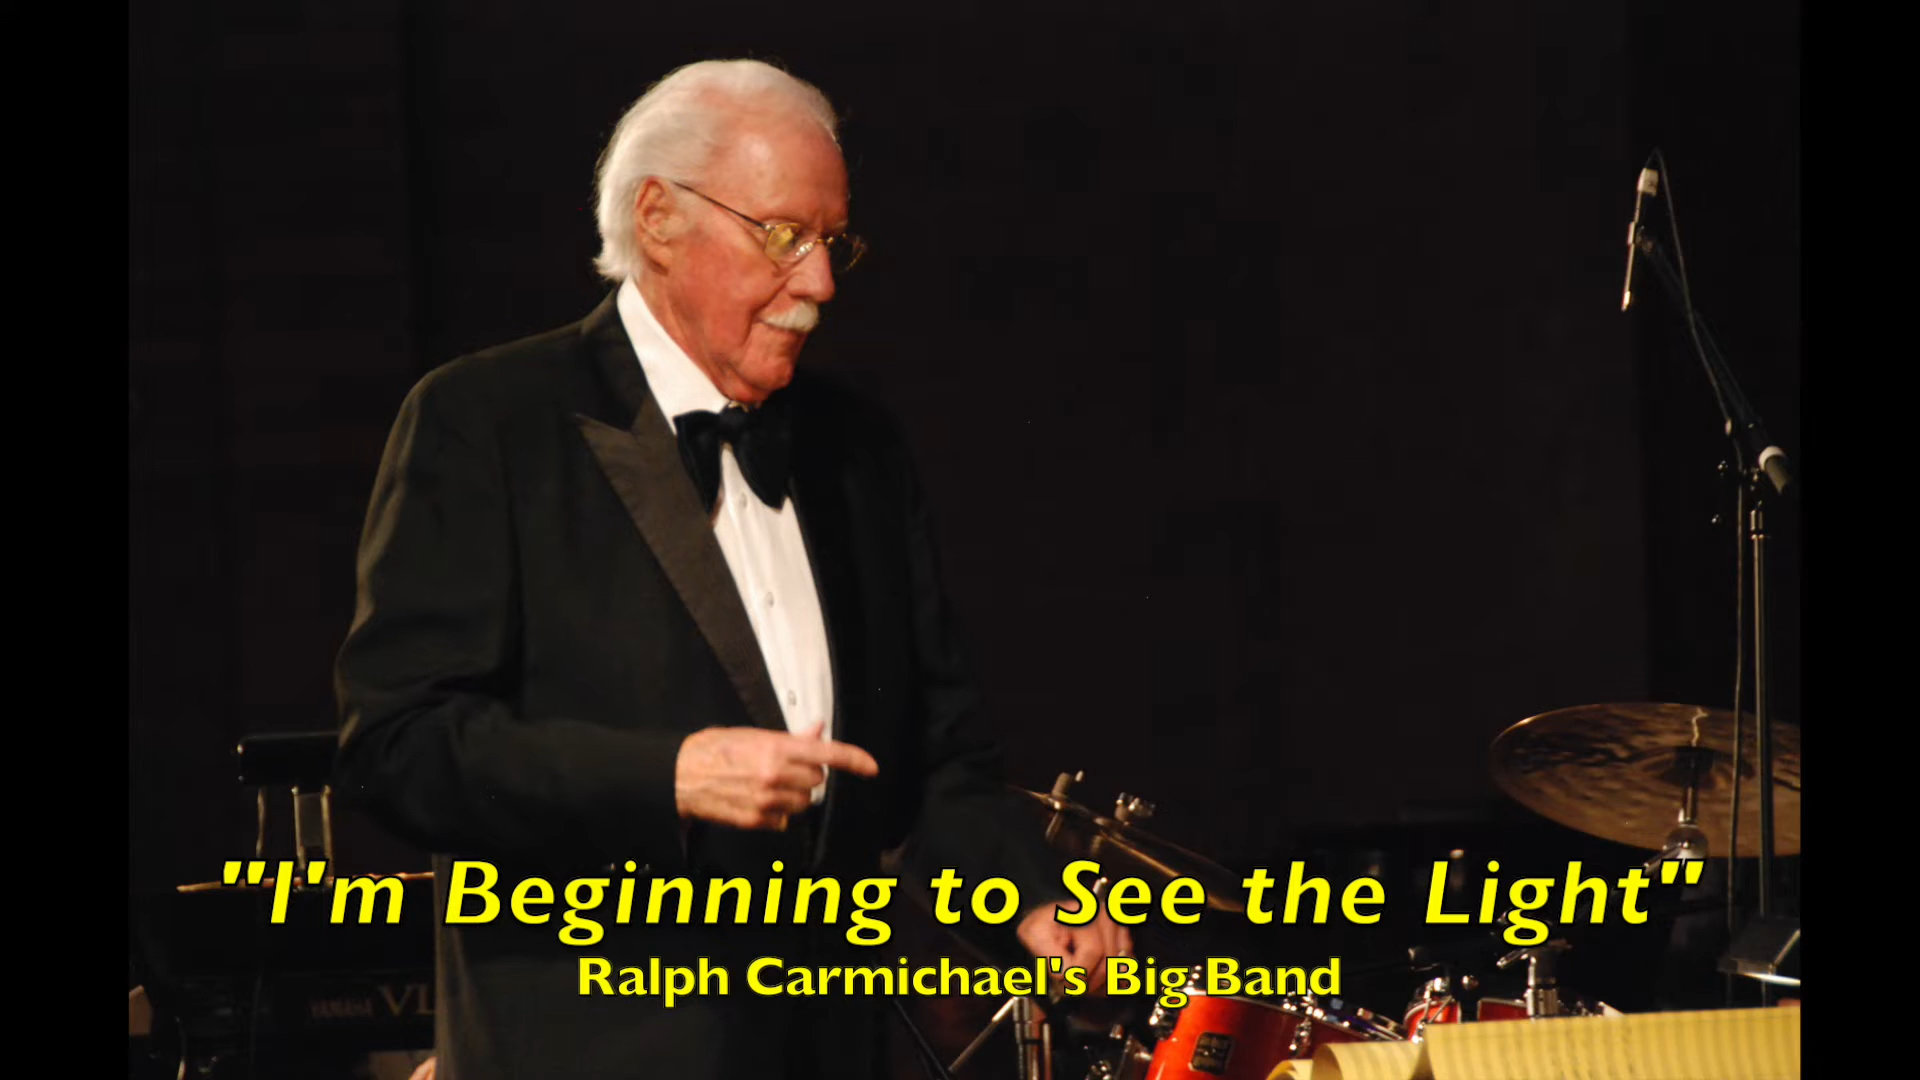 "I'm Beginning to See the Light"
Ralph Carmichael's Big Band